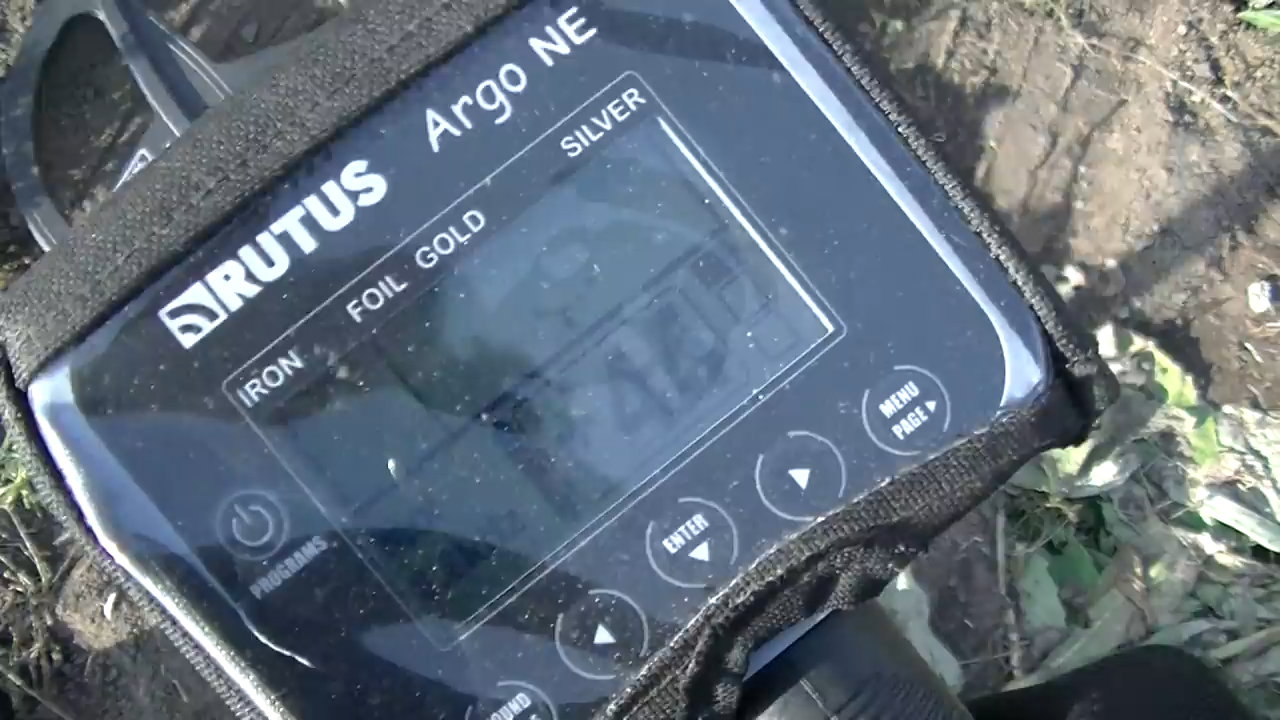 RUTUS Argo NE
IRON FOIL GOLD SILVER
PROGRAMS
ENTER
MENU
PAGE